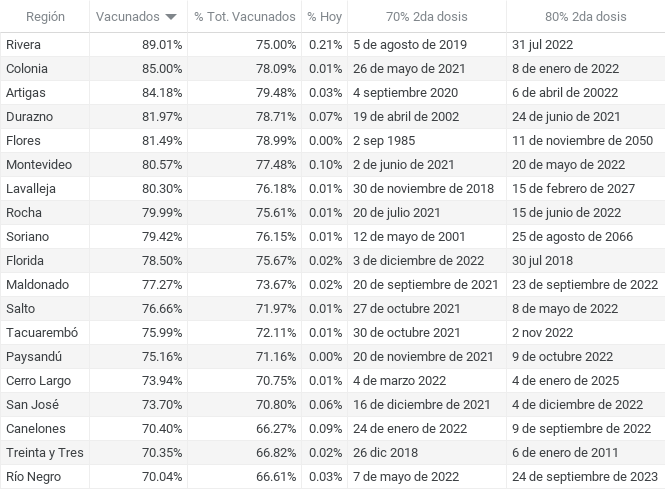 Región Vacunados % Tot. Vacunados % Hoy 70% 2da dosis 80% 2da dosis
Rivera 89.01% 75.00% 0.21% 5 de agosto de 2019 31 jul 2022
Colonia 85.00% 78.09% 0.01% 26 de mayo de 2021 8 de enero de 2022
Artigas 84.18% 79.48% 0.03% 4 septiembre 2020 6 de abril de 20022
Durazno 81.97% 78.71% 0.07% 19 de abril de 2002 24 de junio de 2021
Flores 81.49% 78.99% 0.00% 2 sep 1985 11 de noviembre de 2050
Montevideo 80.57% 77.48% 0.10% 2 de junio de 2021 20 de mayo de 2022
Lavalleja 80.30% 76.18% 0.01% 30 de noviembre de 2018 15 de febrero de 2027
Rocha 79.99% 75.61% 0.01% 20 de julio 2021 15 de junio de 2022
Soriano 79.42% 76.15% 0.01% 12 de mayo de 2001 25 de agosto de 2066
Florida 78.50% 75.67% 0.02% 3 de diciembre de 2022 30 jul 2018
Maldonado 77.27% 73.67% 0.02% 20 de septiembre de 2021 23 de septiembre de 2022
Salto 76.66% 71.97% 0.01% 27 de octubre 2021 8 de mayo de 2022
Tacuarembó 75.99% 72.11% 0.01% 30 de octubre 2021 2 nov 2022
Paysandú 75.16% 71.16% 0.00% 20 de noviembre de 2021 9 de octubre 2022
Cerro Largo 73.94% 70.75% 0.01% 4 de marzo 2022 4 de enero de 2025
San José 73.70% 70.80% 0.06% 16 de diciembre de 2021 4 de diciembre de 2022
Canelones 70.40% 66.27% 0.09% 24 de enero de 2022 9 de septiembre de 2022
Treinta y Tres 70.35% 66.82% 0.02% 26 dic 2018 6 de enero de 2011
Río Negro 70.04% 66.61% 0.03% 7 de mayo de 2022 24 de septiembre de 2023